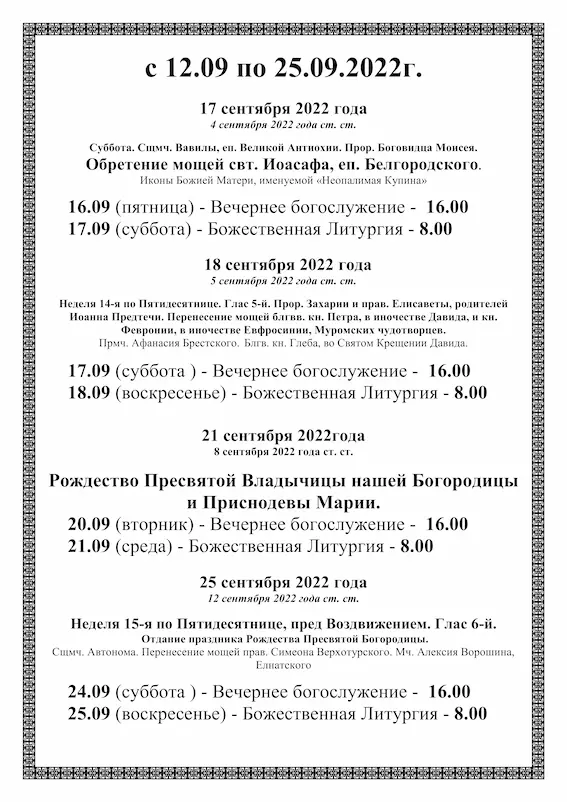 с 12.09 по 25.09.2022г.
17 сентября 2022 года
4 сентября 2022 года ст. ст.
Суббота. Сщмч. Вавилы, еп. Великой Антиохии. Прор. Боговидца Моисея.
Обретение мощей свт. Иоасафа, еп. Белгородского.
Иконы Божией Матери, именуемой «Неопалимая Купина»
16.09 (пятница) - Вечернее богослужение - 16.00
17.09 (суббота) - Божественная Литургия - 8.00
18 сентября 2022 года
5 сентября 2022 года ст. ст.
Неделя 14-я по Пятидесятнице. Глас 5-й. Прор. Захарии и прав. Елисаветы, родителей
Иоанна Предтечи. Перенесение мощей блгвв. кн. Петра, в иночестве Давида, и кн.
Февронии, в иночестве Евфросинии, Муромских чудотворцев.
Прмч. Афанасия Брестского. Блгв. кн. Глеба, во Святом Крещении Давида.
17.09 (суббота ) - Вечернее богослужение - 16.00
18.09 (воскресенье) - Божественная Литургия - 8.00
21 сентября 2022года
8 сентября 2022 года ст. ст.
Рождество Пресвятой Владычицы нашей Богородицы
и Приснодевы Марии.
20.09 (вторник) - Вечернее богослужение - 16.00
21.09 (среда) - Божественная Литургия - 8.00
25 сентября 2022 года
12 сентября 2022 года ст. ст.
Неделя 15-я по Пятидесятнице, пред Воздвижением. Глас 6-й.
Отдание праздника Рождества Пресвятой Богородицы.
Сщмч. Автонома. Перенесение мощей прав. Симеона Верхотурского. Мч. Алексия Ворошина,
Елнатского
24.09 (суббота ) - Вечернее богослужение - 16.00
25.09 (воскресенье) - Божественная Литургия - 8.00